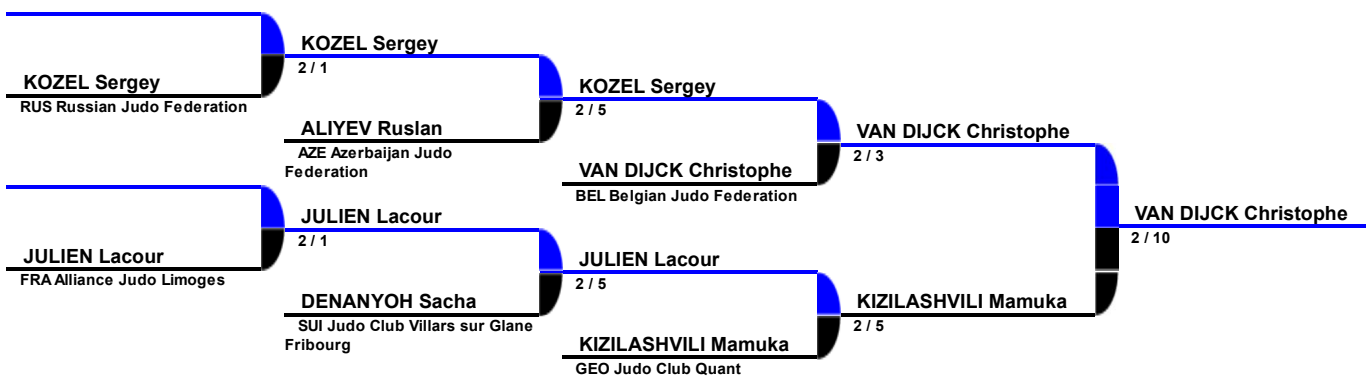 KOZEL Sergey
RUS Russian Judo Federation
KOZEL Sergey
2 / 1
ALIYEV Ruslan
AZE Azerbaijan Judo
Federation
KOZEL Sergey
2 / 5
VAN DIJCK Christophe
BEL Belgian Judo Federation
VAN DIJCK Christophe
2 / 3
VAN DIJCK Christophe
2 / 10
JULIEN Lacour
FRA Alliance Judo Limoges
JULIEN Lacour
2 / 1
DENANYOH Sacha
SUI Judo Club Villars sur Glane
Fribourg
JULIEN Lacour
2 / 5
KIZILASHVILI Mamuka
GEO Judo Club Quant
KIZILASHVILI Mamuka
2 / 5